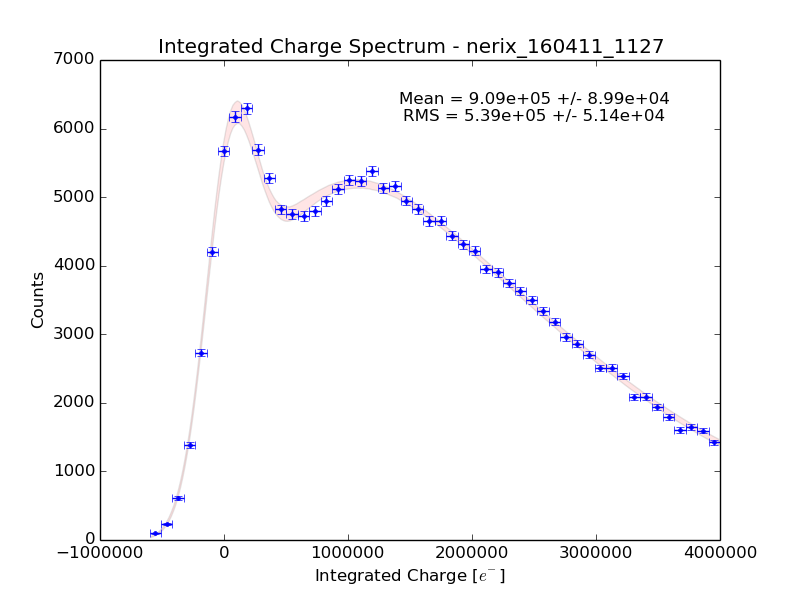 Integrated Charge Spectrum - nerix_160411_1127
Mean = 9.09e+05 +/- 8.99e+04
RMS = 5.39e+05 +/- 5.14e+04
7000
6000
5000
4000
3000
2000
1000
0
Counts
−1000000 0 1000000 2000000 3000000 4000000
Integrated Charge [e⁻]